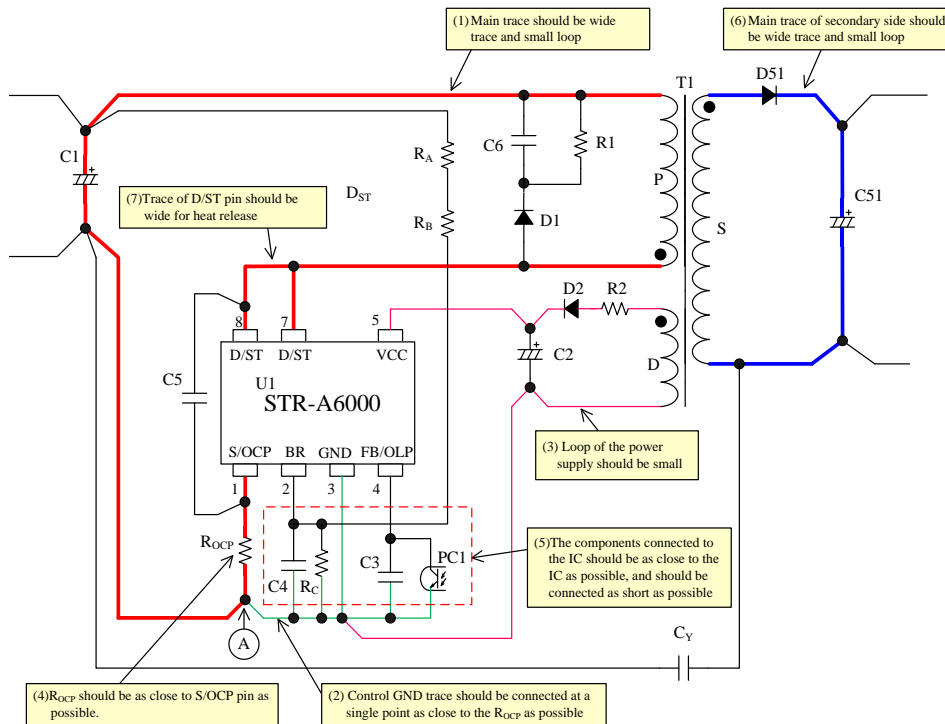 (1) Main trace should be wide
trace and small loop
(6) Main trace of secondary side should
be wide trace and small loop
D51
T1
C1
C6
R1
RA
P
DST
(7)Trace of D/ST pin should be
wide for heat release
RB
D1
S
C51
D2
R2
8
7
5
D/ST
D/ST
VCC
C2
D
C5
U1
STR-A6000
(3) Loop of the power
supply should be small
S/OCP
BR
GND
FB/OLP
1
2
3
4
ROCP
C4
RC
C3
PC1
(5)The components connected to
the IC should be as close to the
IC as possible, and should be
connected as short as possible
A
CY
(4)ROCP should be as close to S/OCP pin as
possible.
(2) Control GND trace should be connected at a
single point as close to the ROCP as possible